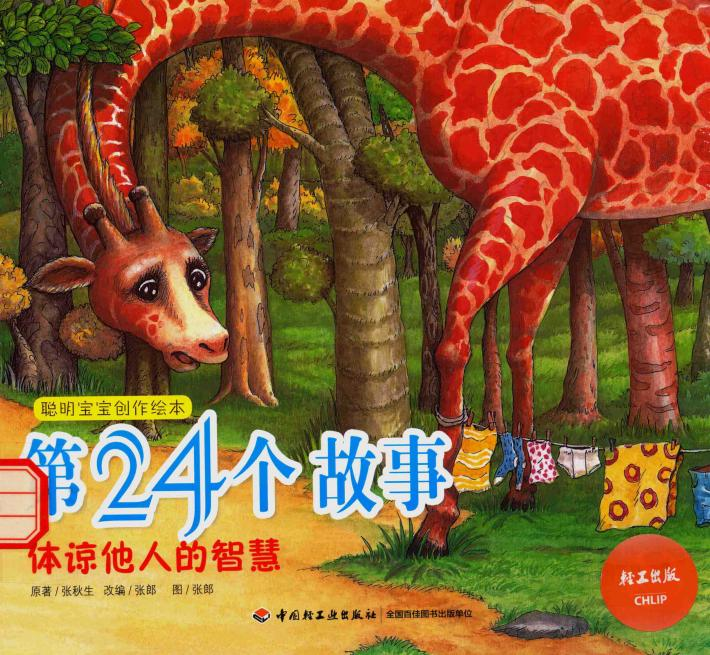 聪明宝宝创作绘本
第24个故事
体谅他人的智慧
原著/张秋生 改编/张郎 图/张郎
中国轻工业出版社 全国百佳图书出版单位
轻工出版
CHLIP